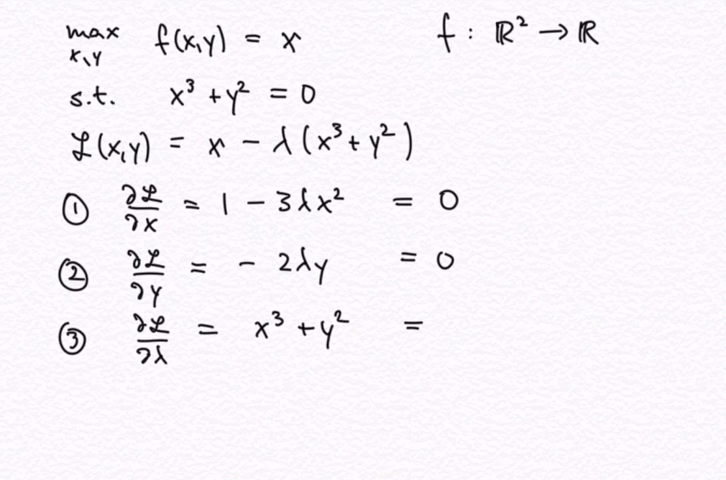 max f(x,y) = x f : ℝ² → ℝ
x,y
s.t. x³ + y² = 0
ℒ(x,y) = x - λ(x³ + y²)
① ∂ℒ/∂x = 1 - 3λx² = 0
② ∂ℒ/∂y = - 2λy = 0
③ ∂ℒ/∂λ = x³ + y² =